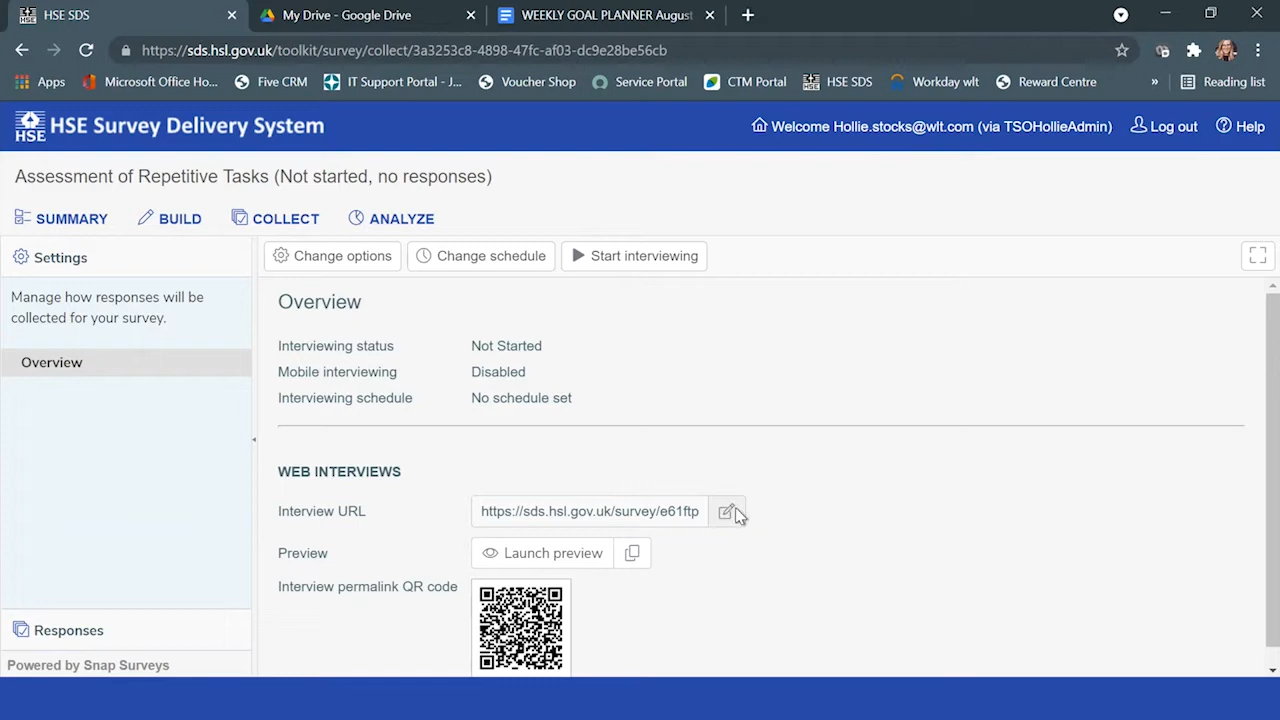 HSE SDS
My Drive - Google Drive
WEEKLY GOAL PLANNER August
https://sds.hsl.gov.uk/toolkit/survey/collect/3a3253c8-4898-47fc-af03-dc9e28be56cb
Apps
Microsoft Office Ho...
Five CRM
IT Support Portal - J...
Voucher Shop
Service Portal
CTM Portal
HSE SDS
Workday wlt
Reward Centre
»
Reading list
HSE
HSE Survey Delivery System
Welcome Hollie.stocks@wlt.com (via TSOHollieAdmin)
Log out
Help
Assessment of Repetitive Tasks (Not started, no responses)
SUMMARY
BUILD
COLLECT
ANALYZE
Settings
Change options
Change schedule
Start interviewing
Manage how responses will be
collected for your survey.
Overview
Overview
Interviewing status Not Started
Mobile interviewing Disabled
Interviewing schedule No schedule set
WEB INTERVIEWS
Interview URL https://sds.hsl.gov.uk/survey/e61ftp
Preview Launch preview
Interview permalink QR code
Responses
Powered by Snap Surveys